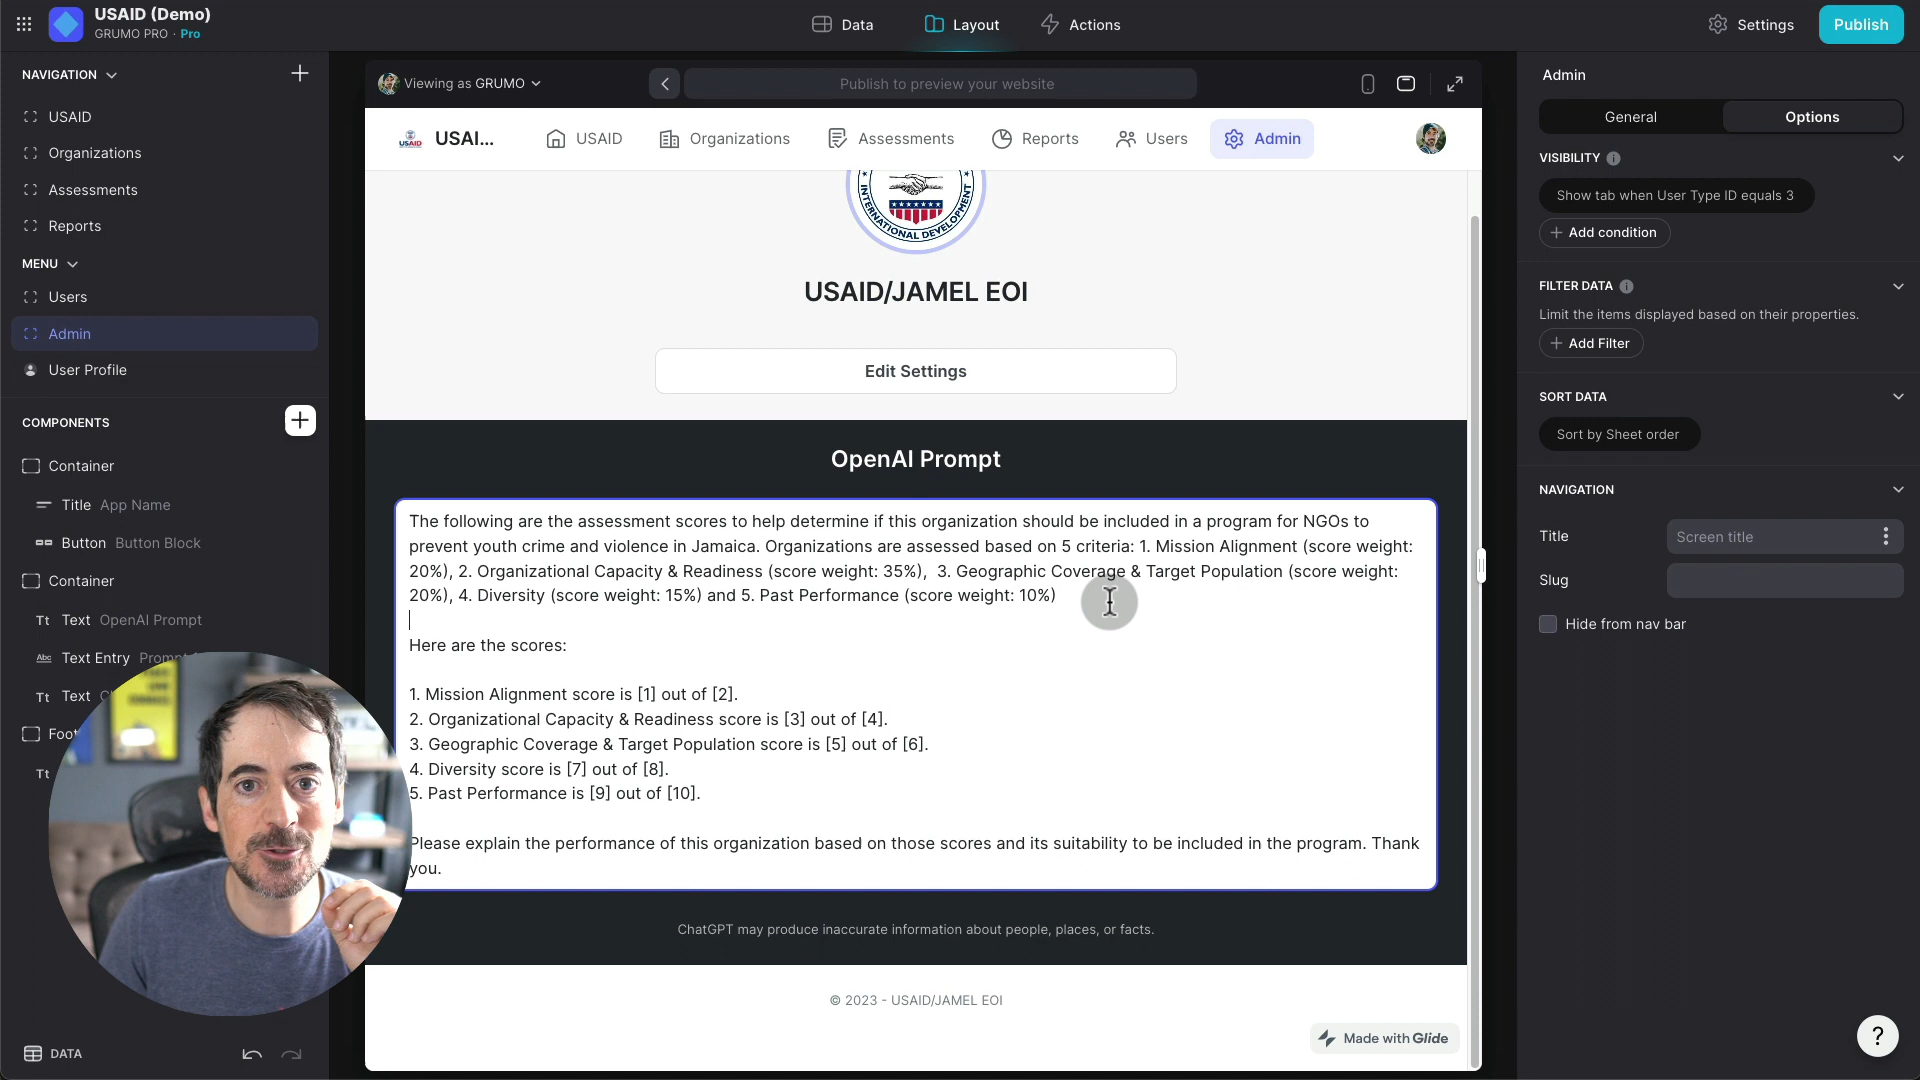 USAID (Demo)
GRUMO PRO · Pro
Data
Layout
Actions
Settings
Publish
NAVIGATION
USAID
Organizations
Assessments
Reports
MENU
Users
Admin
User Profile
COMPONENTS
Container
Title App Name
Button Button Block
Container
Text OpenAI Prompt
Text Entry
Text
DATA
Viewing as GRUMO
Publish to preview your website
USAID
USAI...
USAID
Organizations
Assessments
Reports
Users
Admin
INTERNATIONAL DEVELOPMENT
USAID/JAMEL EOI
Edit Settings
OpenAI Prompt
The following are the assessment scores to help determine if this organization should be included in a program for NGOs to
prevent youth crime and violence in Jamaica. Organizations are assessed based on 5 criteria: 1. Mission Alignment (score weight:
20%), 2. Organizational Capacity & Readiness (score weight: 35%), 3. Geographic Coverage & Target Population (score weight:
20%), 4. Diversity (score weight: 15%) and 5. Past Performance (score weight: 10%)
Here are the scores:
1. Mission Alignment score is [1] out of [2].
2. Organizational Capacity & Readiness score is [3] out of [4].
3. Geographic Coverage & Target Population score is [5] out of [6].
4. Diversity score is [7] out of [8].
5. Past Performance is [9] out of [10].
Please explain the performance of this organization based on those scores and its suitability to be included in the program. Thank
you.
ChatGPT may produce inaccurate information about people, places, or facts.
© 2023 - USAID/JAMEL EOI
Made with Glide
Admin
General
Options
VISIBILITY
Show tab when User Type ID equals 3
Add condition
FILTER DATA
Limit the items displayed based on their properties.
Add Filter
SORT DATA
Sort by Sheet order
NAVIGATION
Title
Screen title
Slug
Hide from nav bar
?